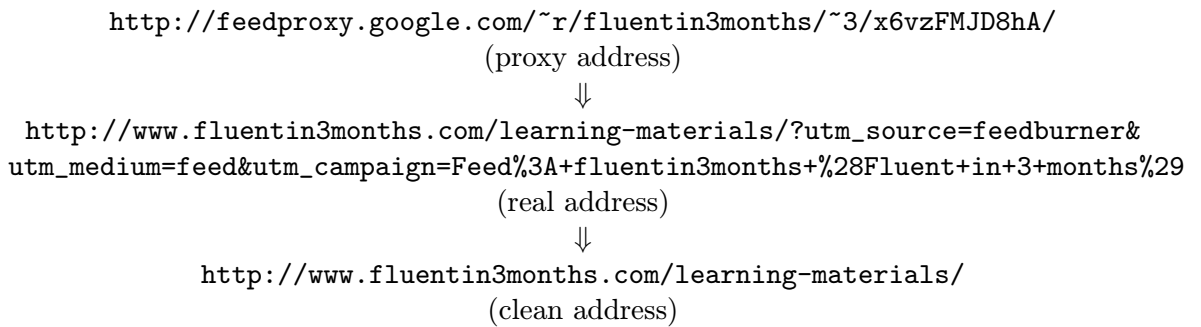 http://feedproxy.google.com/~r/fluentin3months/~3/x6vzFMJD8hA/
(proxy address)
⇓
http://www.fluentin3months.com/learning-materials/?utm_source=feedburner&
utm_medium=feed&utm_campaign=Feed%3A+fluentin3months+%28Fluent+in+3+months%29
(real address)
⇓
http://www.fluentin3months.com/learning-materials/
(clean address)